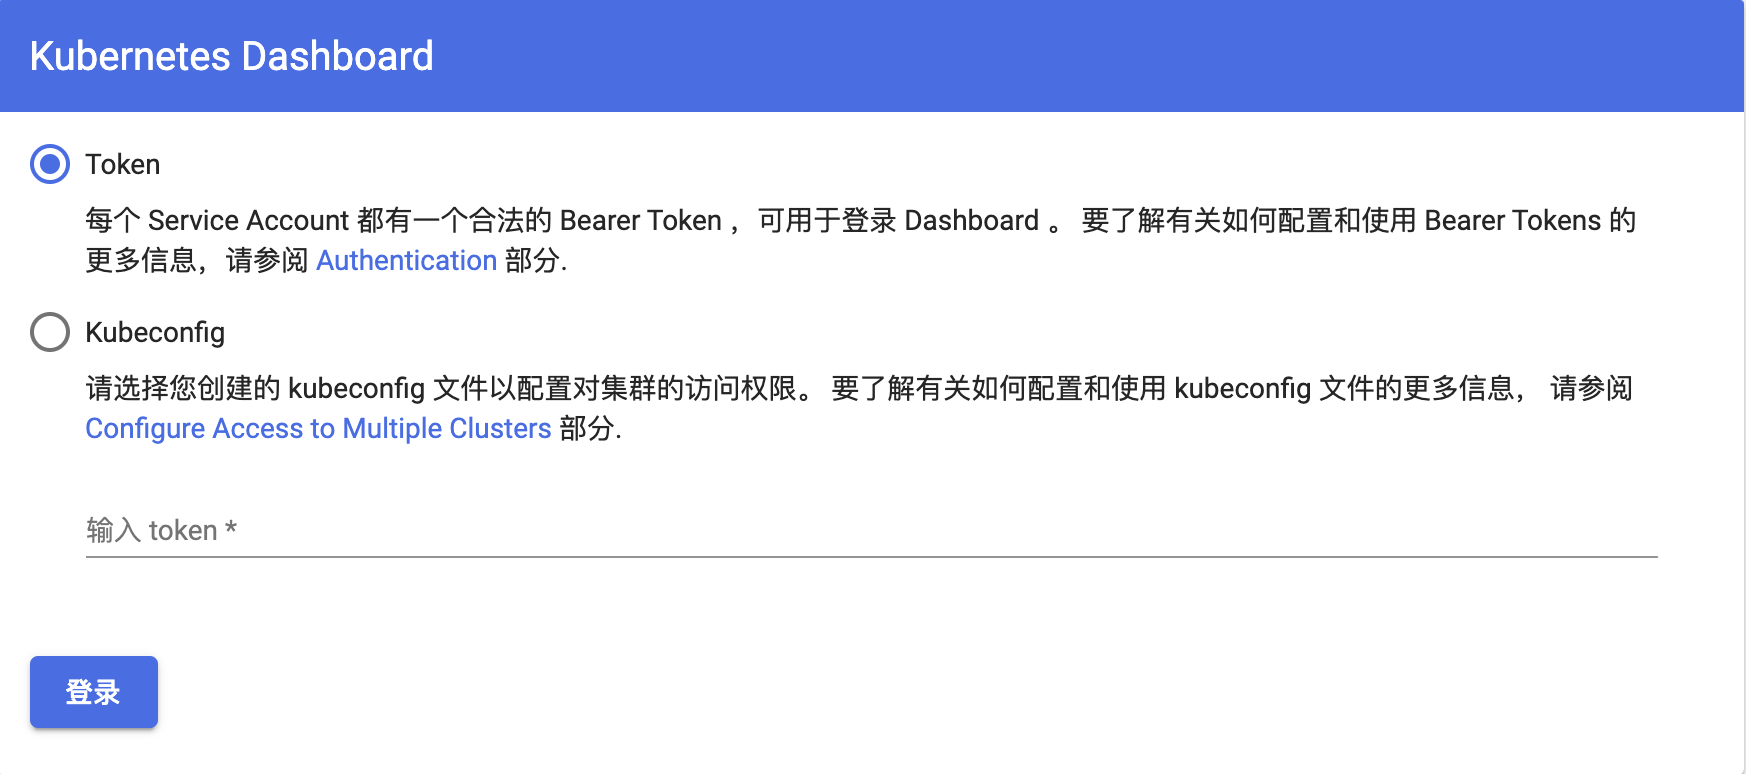 Kubernetes Dashboard
Token
每个 Service Account 都有一个合法的 Bearer Token ，可用于登录 Dashboard 。 要了解有关如何配置和使用 Bearer Tokens 的
更多信息，请参阅 Authentication 部分.
Kubeconfig
请选择您创建的 kubeconfig 文件以配置对集群的访问权限。 要了解有关如何配置和使用 kubeconfig 文件的更多信息， 请参阅
Configure Access to Multiple Clusters 部分.
输入 token *
登录